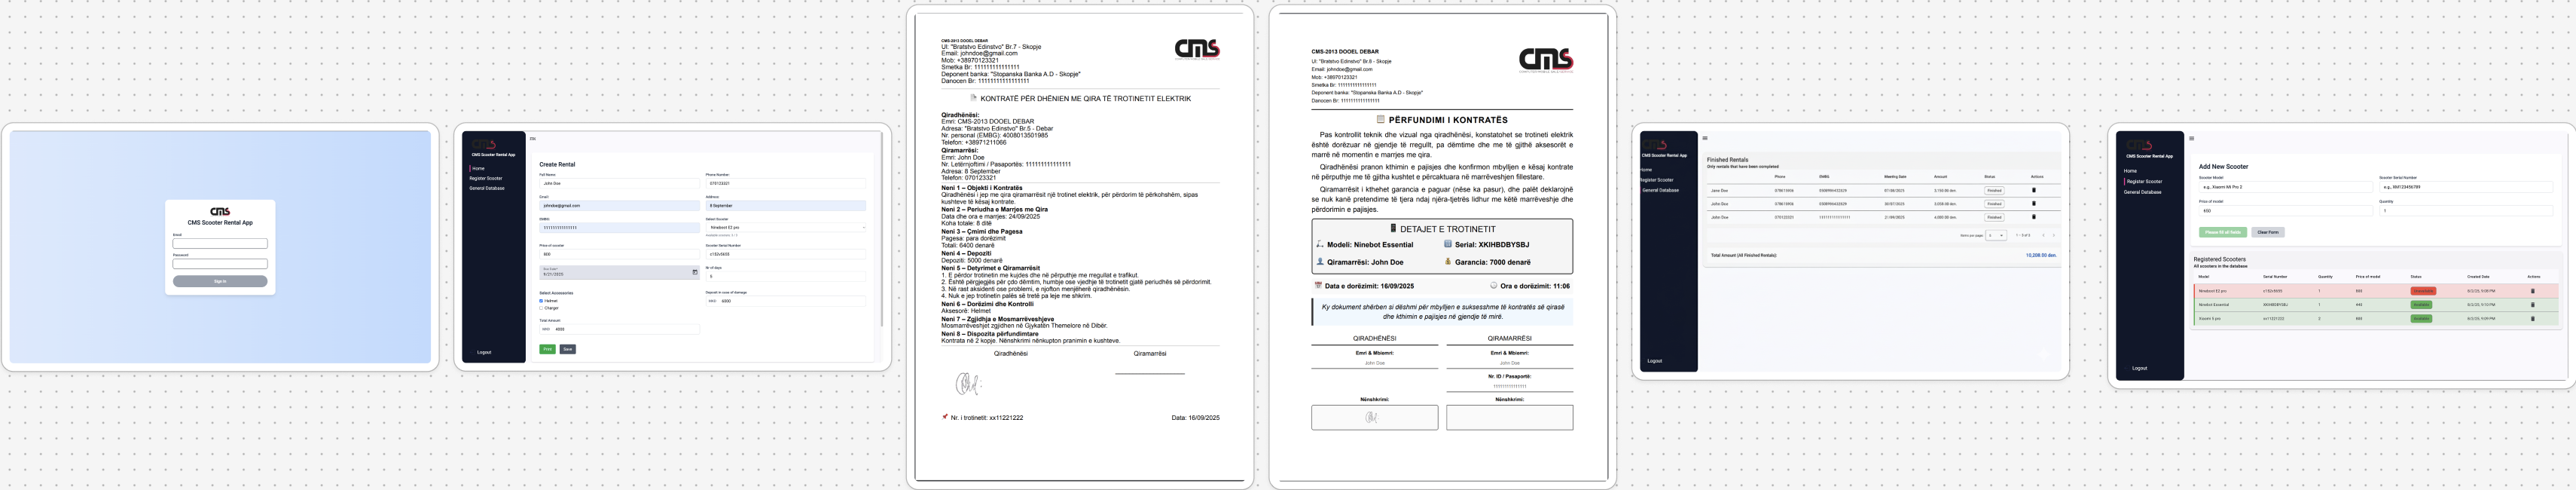 CMS
CMS Scooter Rental App
Email
Password
Sign In
CMS Scooter Rental App
Home
Register Scooter
General Database
Logout
EN
Create Rental
Full Name:
John Doe
Phone Number:
070123321
Email:
johndoe@gmail.com
Address:
8 September
EMBG:
Select Scooter
Ninebot E2 pro
Price of scooter
800
Scooter Serial Number
Nr of days
5
Select Accessories
Helmet
Charger
Deposit in case of damage
Total Amount
MKD 4000
Print
Save
CMS-2013 DOOEL DEBAR
Ul: "Bratstvo Edinstvo" Br.7 - Skopje
Email: johndoe@gmail.com
Mob: +38970123321
Smetka Br: 111111111111111
Deponent banka: "Stopanska Banka A.D - Skopje"
Danocen Br: 1111111111111111
CMS
KONTRATË PËR DHËNIEN ME QIRA TË TROTINETIT ELEKTRIK
Qiradhënësi:
Emri: CMS-2013 DOOEL DEBAR
Adresa: "Bratstvo Edinstvo" Br.5 - Debar
Nr. personal (EMBG): 4008013501985
Telefon: +38971211066
Qiramarrësi:
Emri: John Doe
Nr. Letërnjoftimi / Pasaportës: 11111111111111
Adresa: 8 September
Telefon: 070123321
Neni 1 – Objekti i Kontratës
Qiradhënësi i jep me qira qiramarrësit një trotinet elektrik, për përdorim të përkohshëm, sipas
kushteve të kësaj kontrate.
Neni 2 – Periudha e Marrjes me Qira
Data dhe ora e marrjes: 24/09/2025
Koha totale: 8 ditë
Neni 3 – Çmimi dhe Pagesa
Pagesa: para dorëzimit
Totali: 6400 denarë
Neni 4 – Depoziti
Depoziti: 5000 denarë
Neni 5 – Detyrimet e Qiramarrësit
1. E përdor trotinetin me kujdes dhe në përputhje me rregullat e trafikut.
2. Është përgjegjës për çdo dëmtim, humbje ose vjedhje të trotinetit gjatë periudhës së përdorimit.
3. Në rast aksidenti ose problemi, e njofton menjëherë qiradhënësin.
4. Nuk e jep trotinetin palës së tretë pa leje me shkrim.
Neni 6 – Dorëzimi dhe Kontrolli
Aksesorë: Helmet
Neni 7 – Zgjidhja e Mosmarrëveshjeve
Mosmarrëveshjet zgjidhen në Gjykatën Themelore në Dibër.
Neni 8 – Dispozita përfundimtare
Kontrata në 2 kopje. Nënshkrimi nënkupton pranimin e kushteve.
Qiradhënësi
Qiramarrësi
Nr. i trotinetit: xx11221222
Data: 16/09/2025
CMS-2013 DOOEL DEBAR
Ul: "Bratstvo Edinstvo" Br.8 - Skopje
Email: johndoe@gmail.com
Mob: +38970123321
Smetka Br: 111111111111111
Deponent banka: "Stopanska Banka A.D - Skopje"
Danocen Br: 1111111111111111
CMS
PËRFUNDIMI I KONTRATËS
Pas kontrollit teknik dhe vizual nga qiradhënësi, konstatohet se trotineti elektrik
është dorëzuar në gjendje të rregullt, pa dëmtime dhe me të gjithë aksesorët e
marrë në momentin e marrjes me qira.
Qiradhënësi pranon kthimin e pajisjes dhe konfirmon mbylljen e kësaj kontrate
në përputhje me të gjitha kushtet e përcaktuara në marrëveshjen fillestare.
Qiramarrësit i kthehet garancia e paguar (nëse ka pasur), dhe palët deklarojnë
se nuk kanë pretendime të tjera ndaj njëra-tjetrës lidhur me këtë marrëveshje dhe
përdorimin e pajisjes.
DETAJET E TROTINETIT
Modeli: Ninebot Essential
Serial: XKIHBDBYSBJ
Qiramarrësi: John Doe
Garancia: 7000 denarë
Data e dorëzimit: 16/09/2025
Ora e dorëzimit: 11:06
Ky dokument shërben si dëshmi për mbylljen e suksesshme të kontratës së qirasë
dhe kthimin e pajisjes në gjendje të mirë.
QIRADHËNËSI
QIRAMARRËSI
Emri & Mbiemri:
Emri & Mbiemri:
John Doe
John Doe
Nr. ID / Pasaportë:
Nënshkrimi:
Nënshkrimi:
CMS Scooter Rental App
Home
Register Scooter
General Database
Logout
Finished Rentals
Only rentals that have been completed
Phone
EMBG
Meeting Date
Amount
Status
Actions
Jane Doe
Finished
John Doe
Finished
John Doe
070123321
Finished
Items per page: 5
Total Amount (All Finished Rentals):
10,208.50 den.
CMS Scooter Rental App
Home
Register Scooter
General Database
Logout
Add New Scooter
Scooter Model
e.g., Xiaomi Mi Pro 2
Scooter Serial Number
e.g., 860123456789
Price of model
Quantity
1
Please fill all fields
Clear Form
Registered Scooters
All scooters in the database
Model
Serial Number
Quantity
Price of model
Status
Created Date
Actions
Ninebot E2 pro
1
800
Ninebot Essential
XKIHBDBYSBJ
1
Available
Xiaomi 3 pro
xx11221222
2
Available